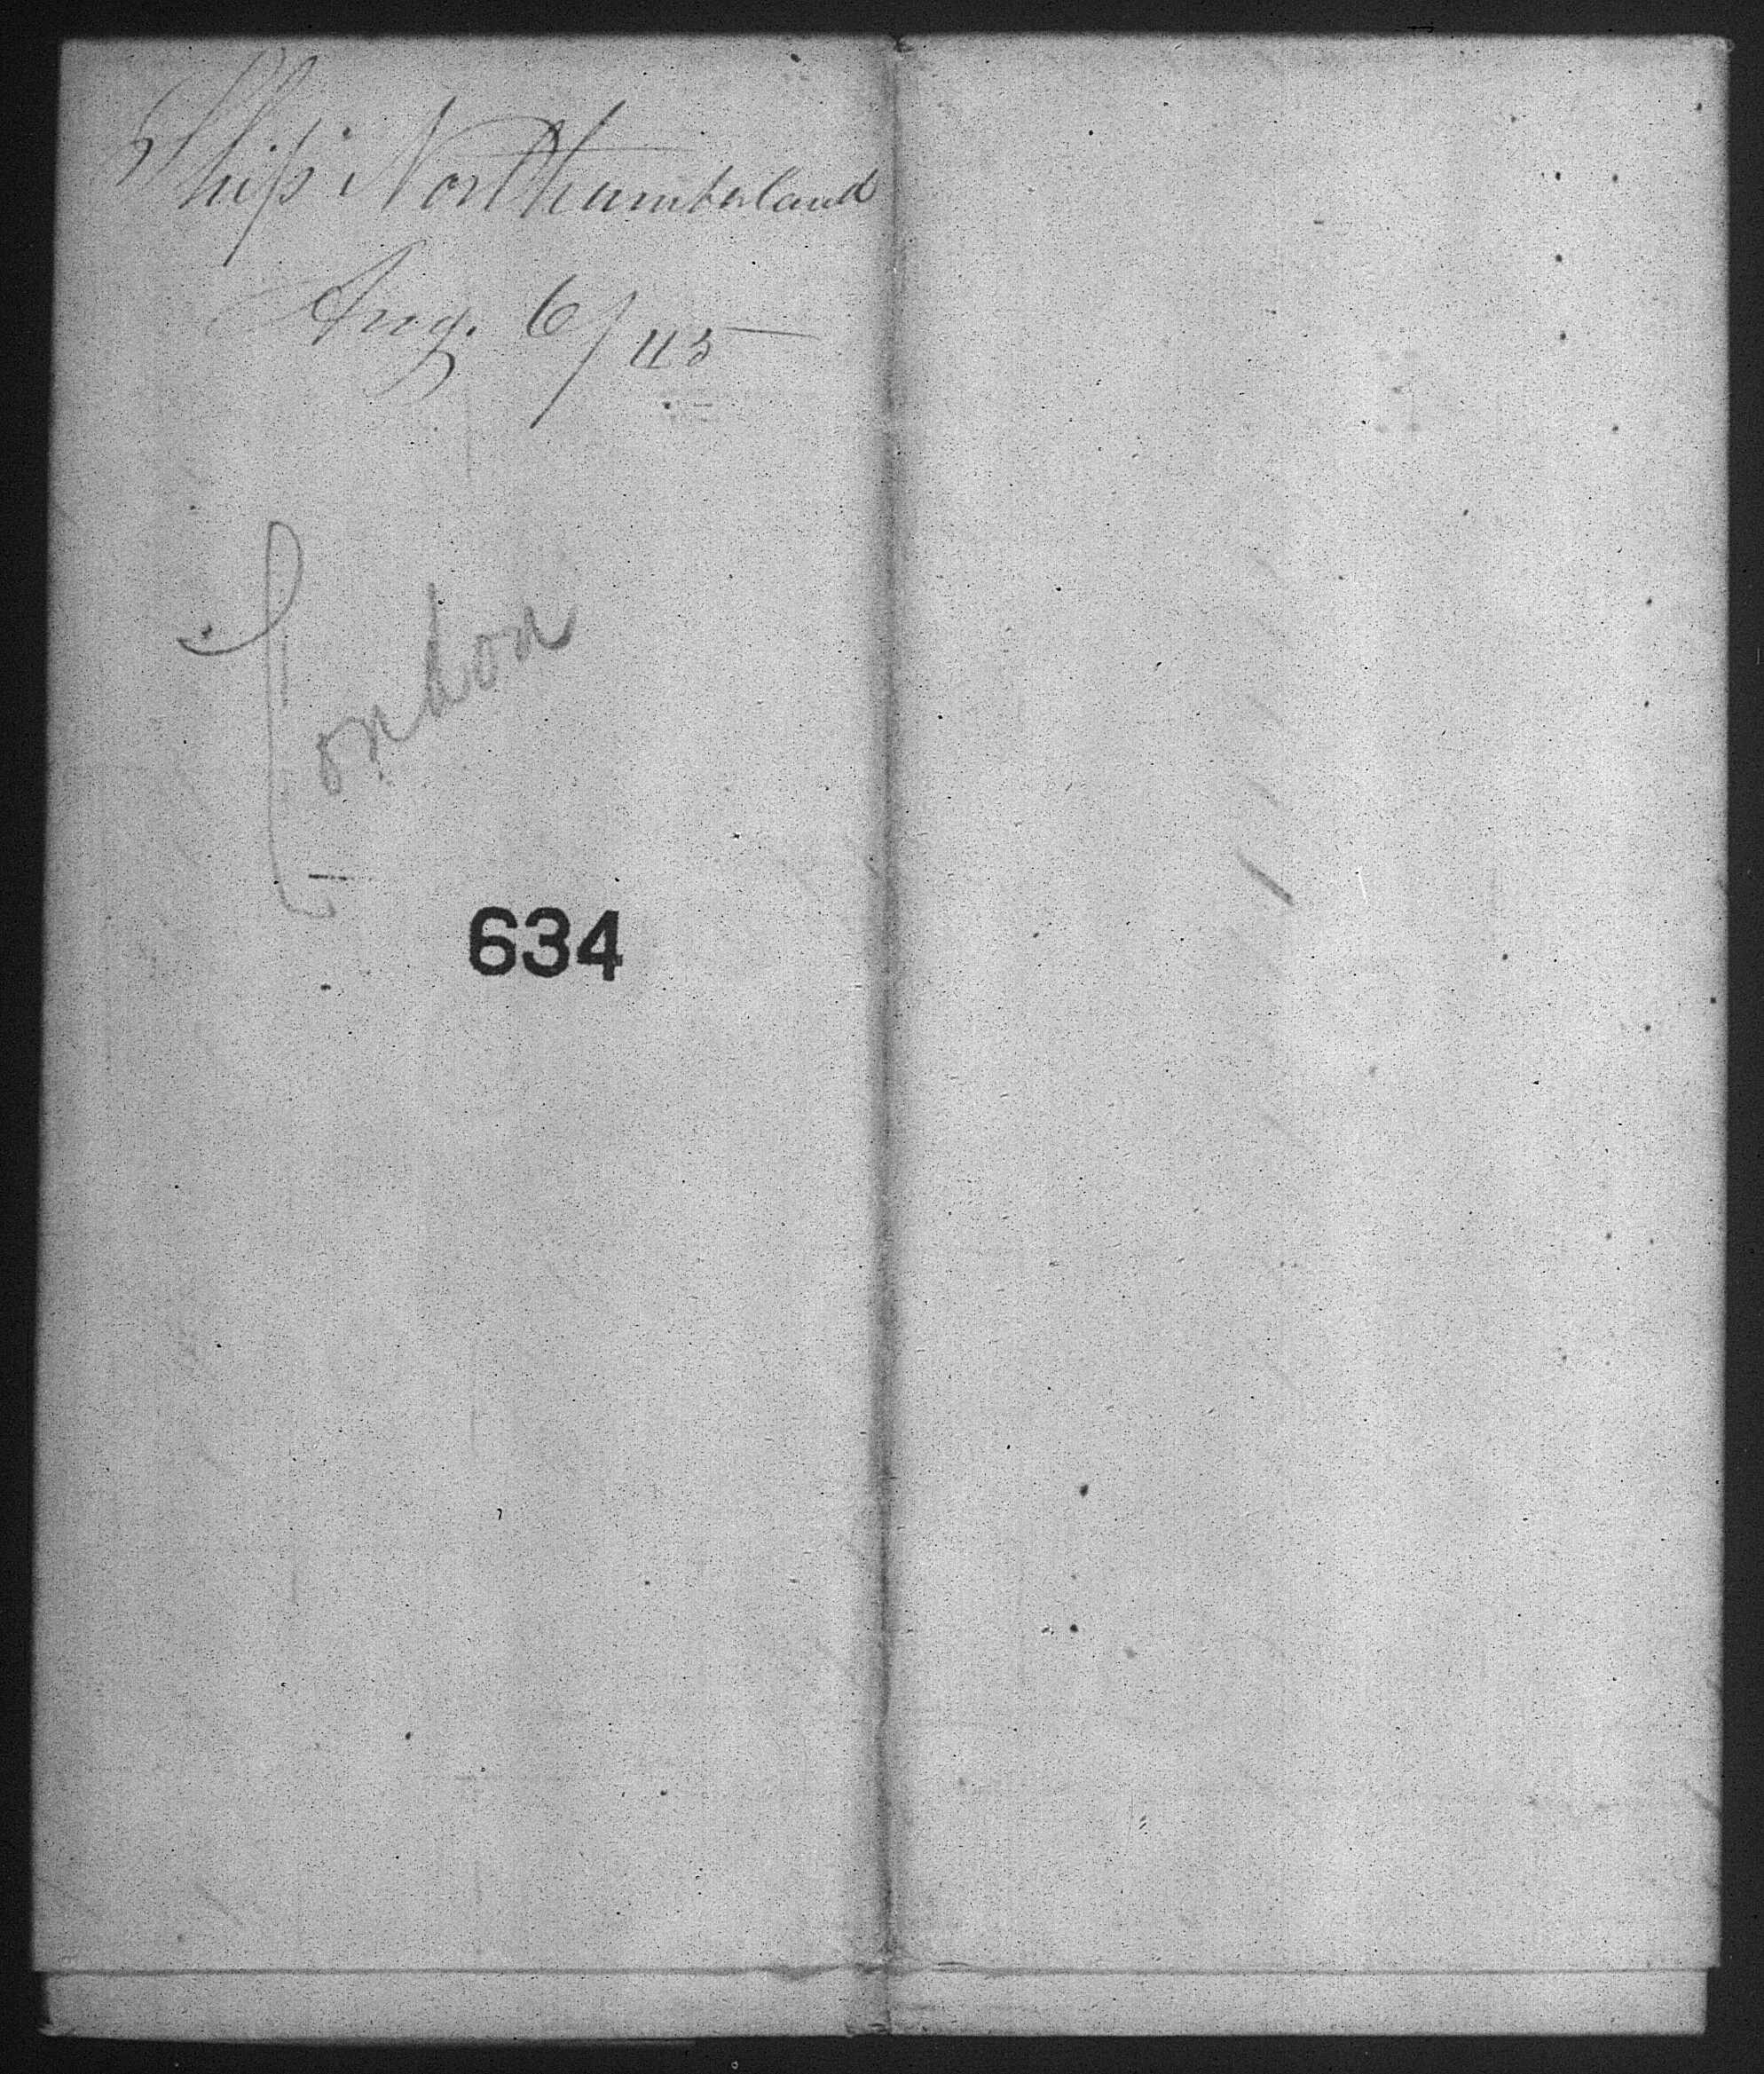 Ship Northumberland
Aug. 6/45
London
634